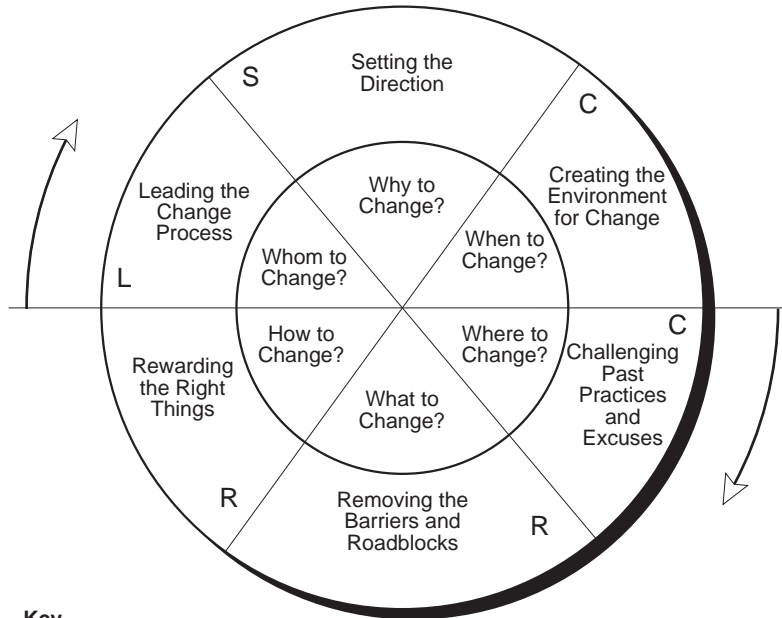 S
Setting the
Direction
C
Creating the
Environment
for Change
C
Challenging
Past
Practices
and
Excuses
R
Removing the
Barriers and
Roadblocks
R
Rewarding
the Right
Things
L
Leading the
Change
Process
Why to
Change?
When to
Change?
Where to
Change?
What to
Change?
How to
Change?
Whom to
Change?
Key